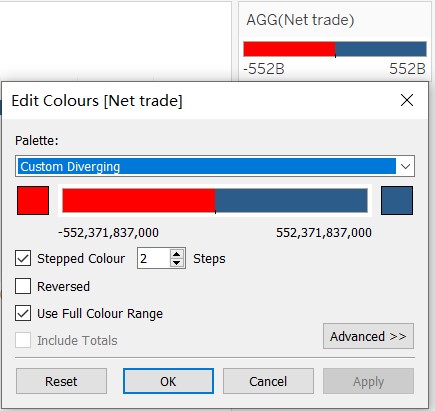 AGG(Net trade)
-552B 552B
Edit Colours [Net trade]
Palette:
Custom Diverging
-552,371,837,000 552,371,837,000
Stepped Colour 2 Steps
Reversed
Use Full Colour Range
Include Totals
Advanced >>
Reset OK Cancel Apply